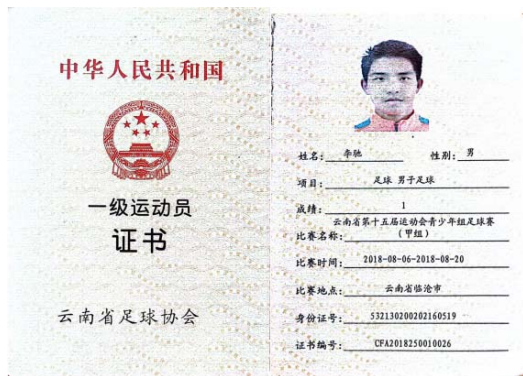 中华人民共和国
一级运动员
证书
云南省足球协会
姓名: 李驰 性别: 男
项目: 足球 男子足球
成绩: 1
云南省第十五届运动会青少年组足球赛
比赛名称: (甲组)
比赛时间: 2018-08-06-2018-08-20
比赛地点: 云南省临沧市
身份证号: 532130200202160519
证书编号: CFA2018250010026